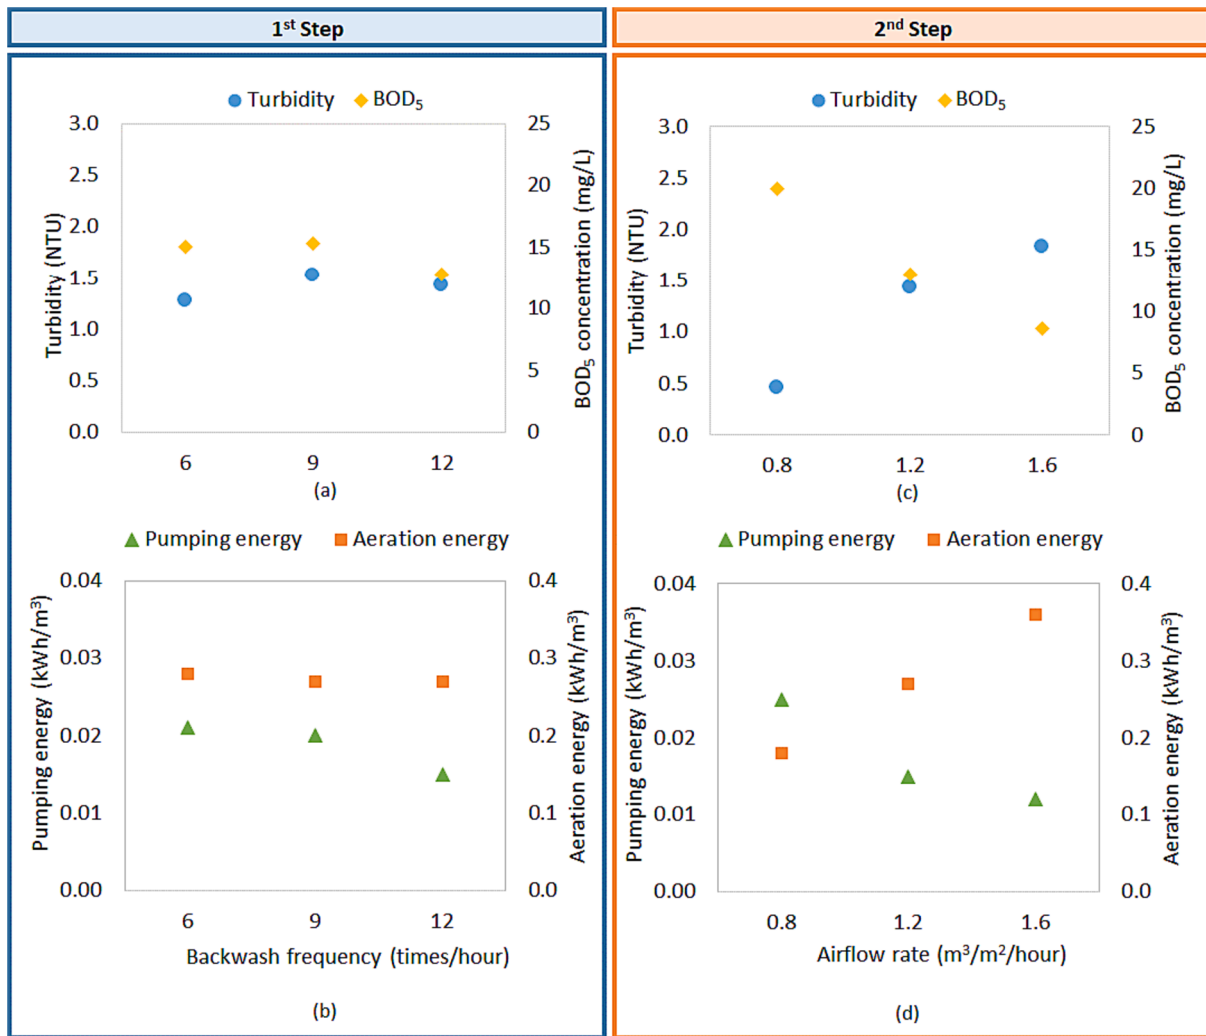 1st Step
2nd Step
Turbidity BOD5
3.0
2.5
2.0
1.5
1.0
0.5
0.0
Turbidity (NTU)
25
20
15
10
5
0
BOD5 concentration (mg/L)
6 9 12
(a)
Pumping energy Aeration energy
0.04
0.03
0.02
0.01
0.00
Pumping energy (kWh/m3)
0.4
0.3
0.2
0.1
0.0
Aeration energy (kWh/m3)
6 9 12
Backwash frequency (times/hour)
(b)
Turbidity BOD5
3.0
2.5
2.0
1.5
1.0
0.5
0.0
Turbidity (NTU)
25
20
15
10
5
0
BOD5 concentration (mg/L)
0.8 1.2 1.6
(c)
Pumping energy Aeration energy
0.04
0.03
0.02
0.01
0.00
Pumping energy (kWh/m3)
0.4
0.3
0.2
0.1
0.0
Aeration energy (kWh/m3)
0.8 1.2 1.6
Airflow rate (m3/m2/hour)
(d)